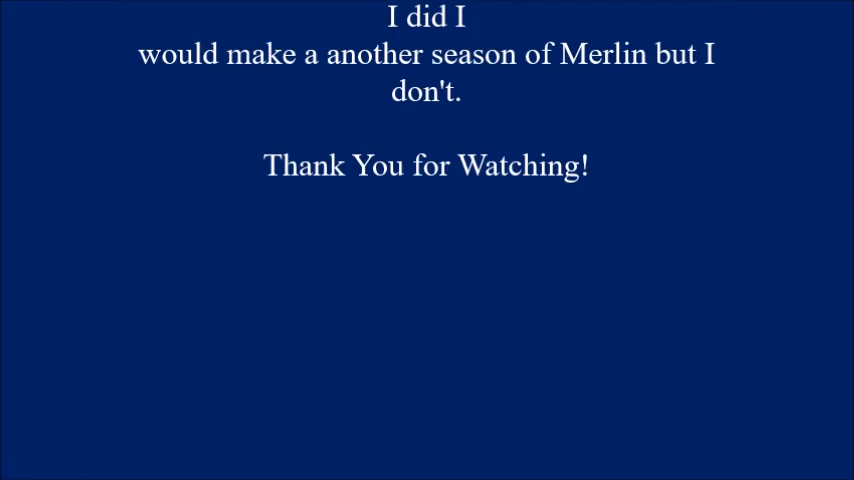 I did I
would make a another season of Merlin but I
don't.
Thank You for Watching!